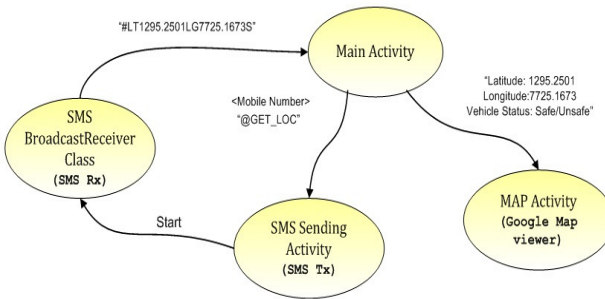 “#LT1295.2501LG7725.1673S”
Main Activity
<Mobile Number>
“@GET_LOC”
“Latitude: 1295.2501
Longitude:7725.1673
Vehicle Status: Safe/Unsafe”
SMS
BroadcastReceiver
Class
(SMS Rx)
Start
SMS Sending
Activity
(SMS Tx)
MAP Activity
(Google Map
viewer)